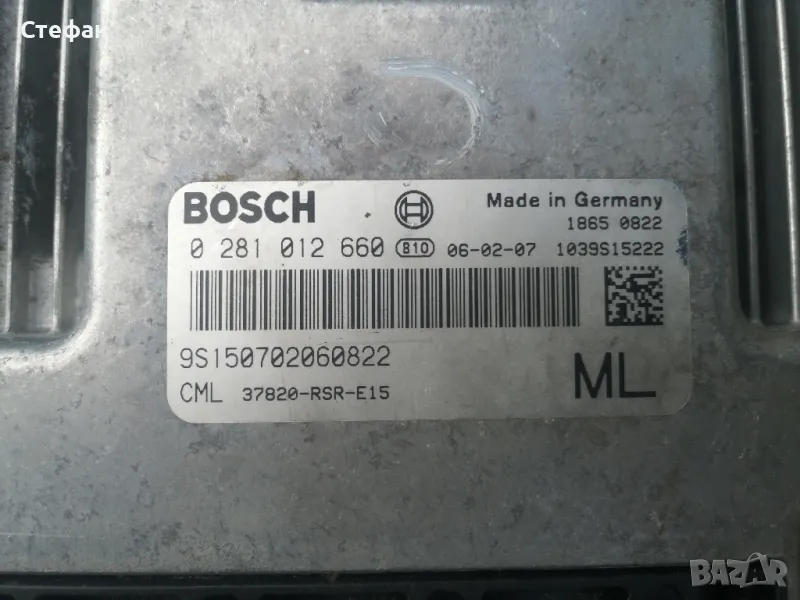 Стефан
BOSCH
Made in Germany
1865 0822
0 281 012 660 810 06-02-07 1039S15222
9S150702060822
CML 37820-RSR-E15 ML
BAZAR